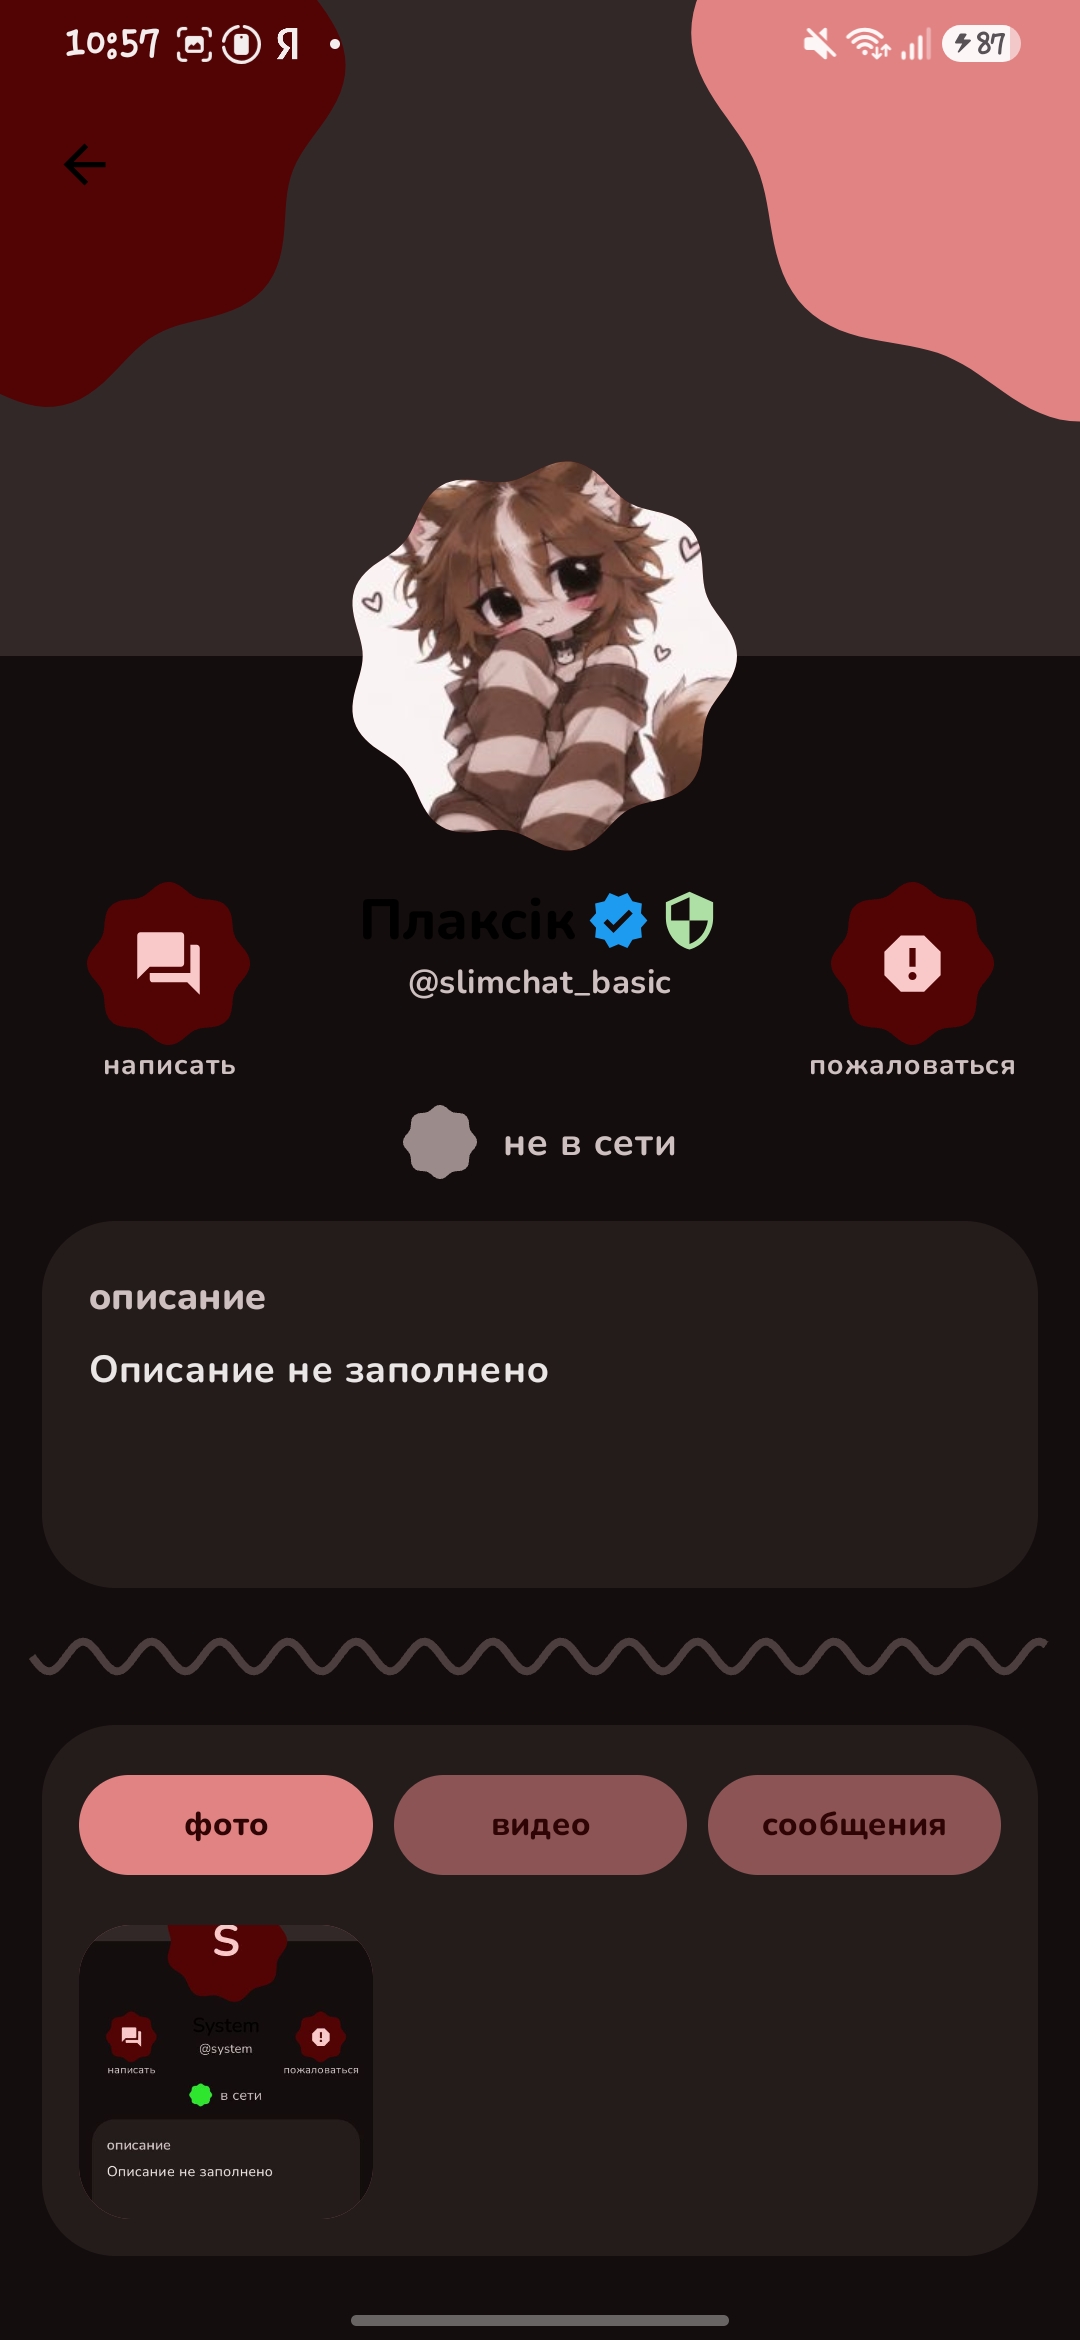 10:57 Я 87
Плаксік
@slimchat_basic
написать
пожаловаться
не в сети
описание
Описание не заполнено
фото видео сообщения
S
System
@system
написать
пожаловаться
в сети
описание
Описание не заполнено